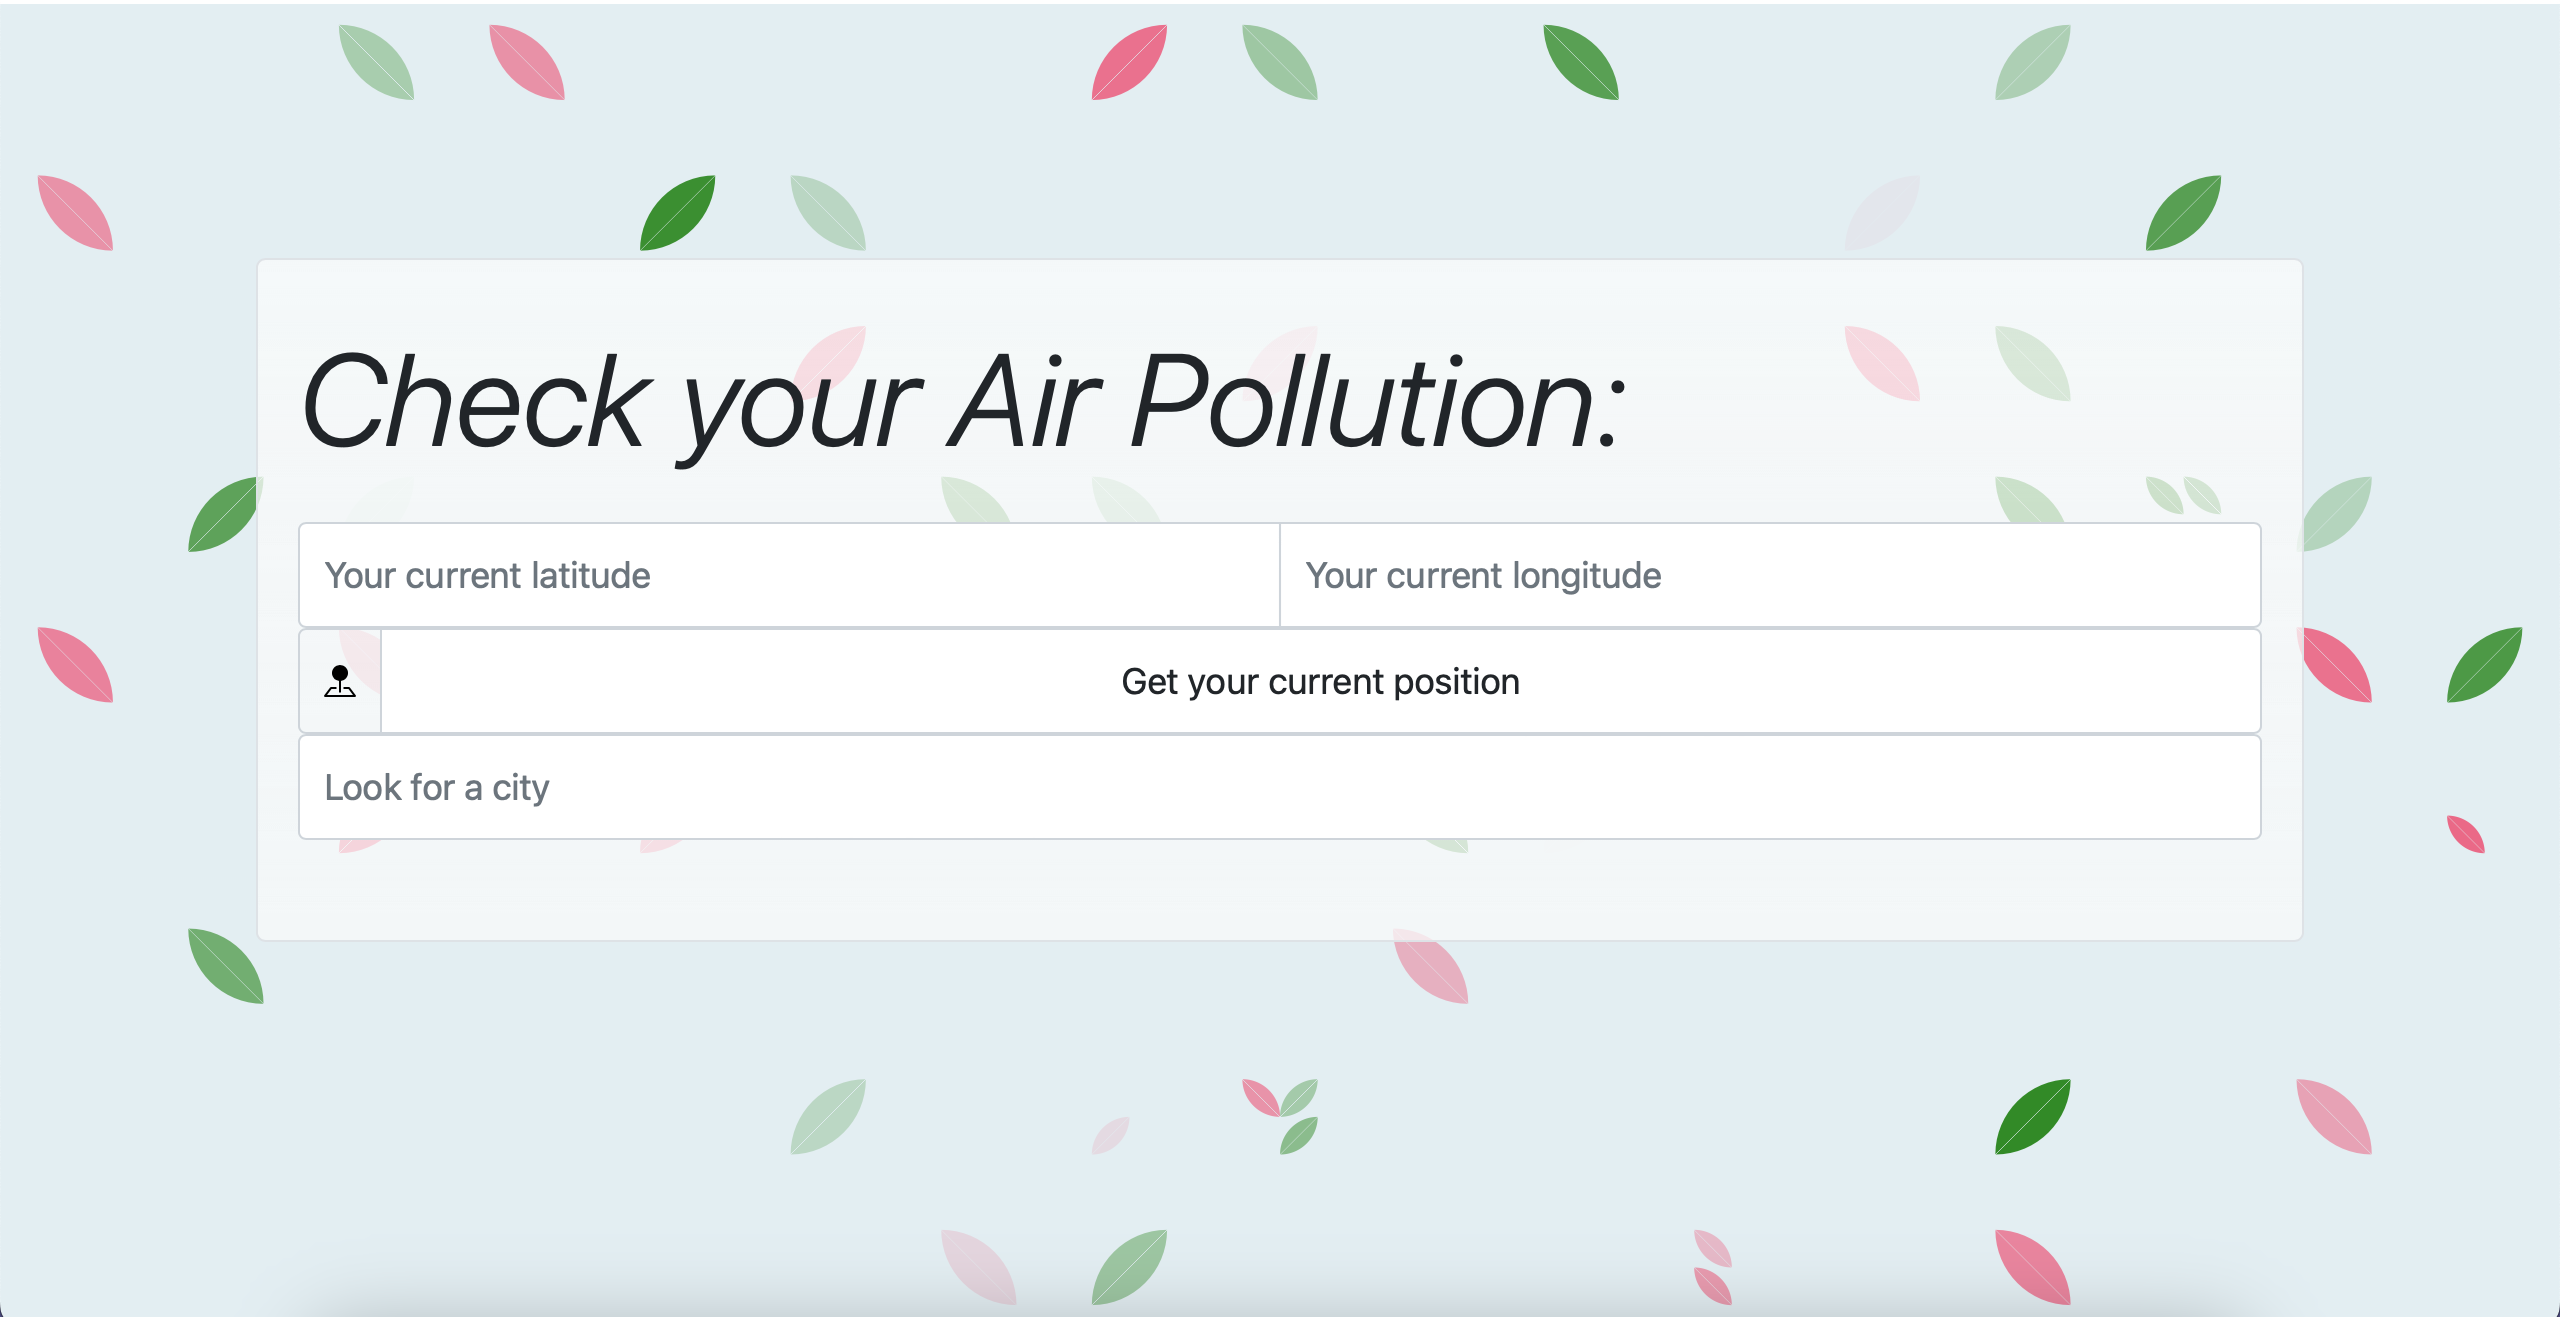 Check your Air Pollution:
Your current latitude Your current longitude
Get your current position
Look for a city